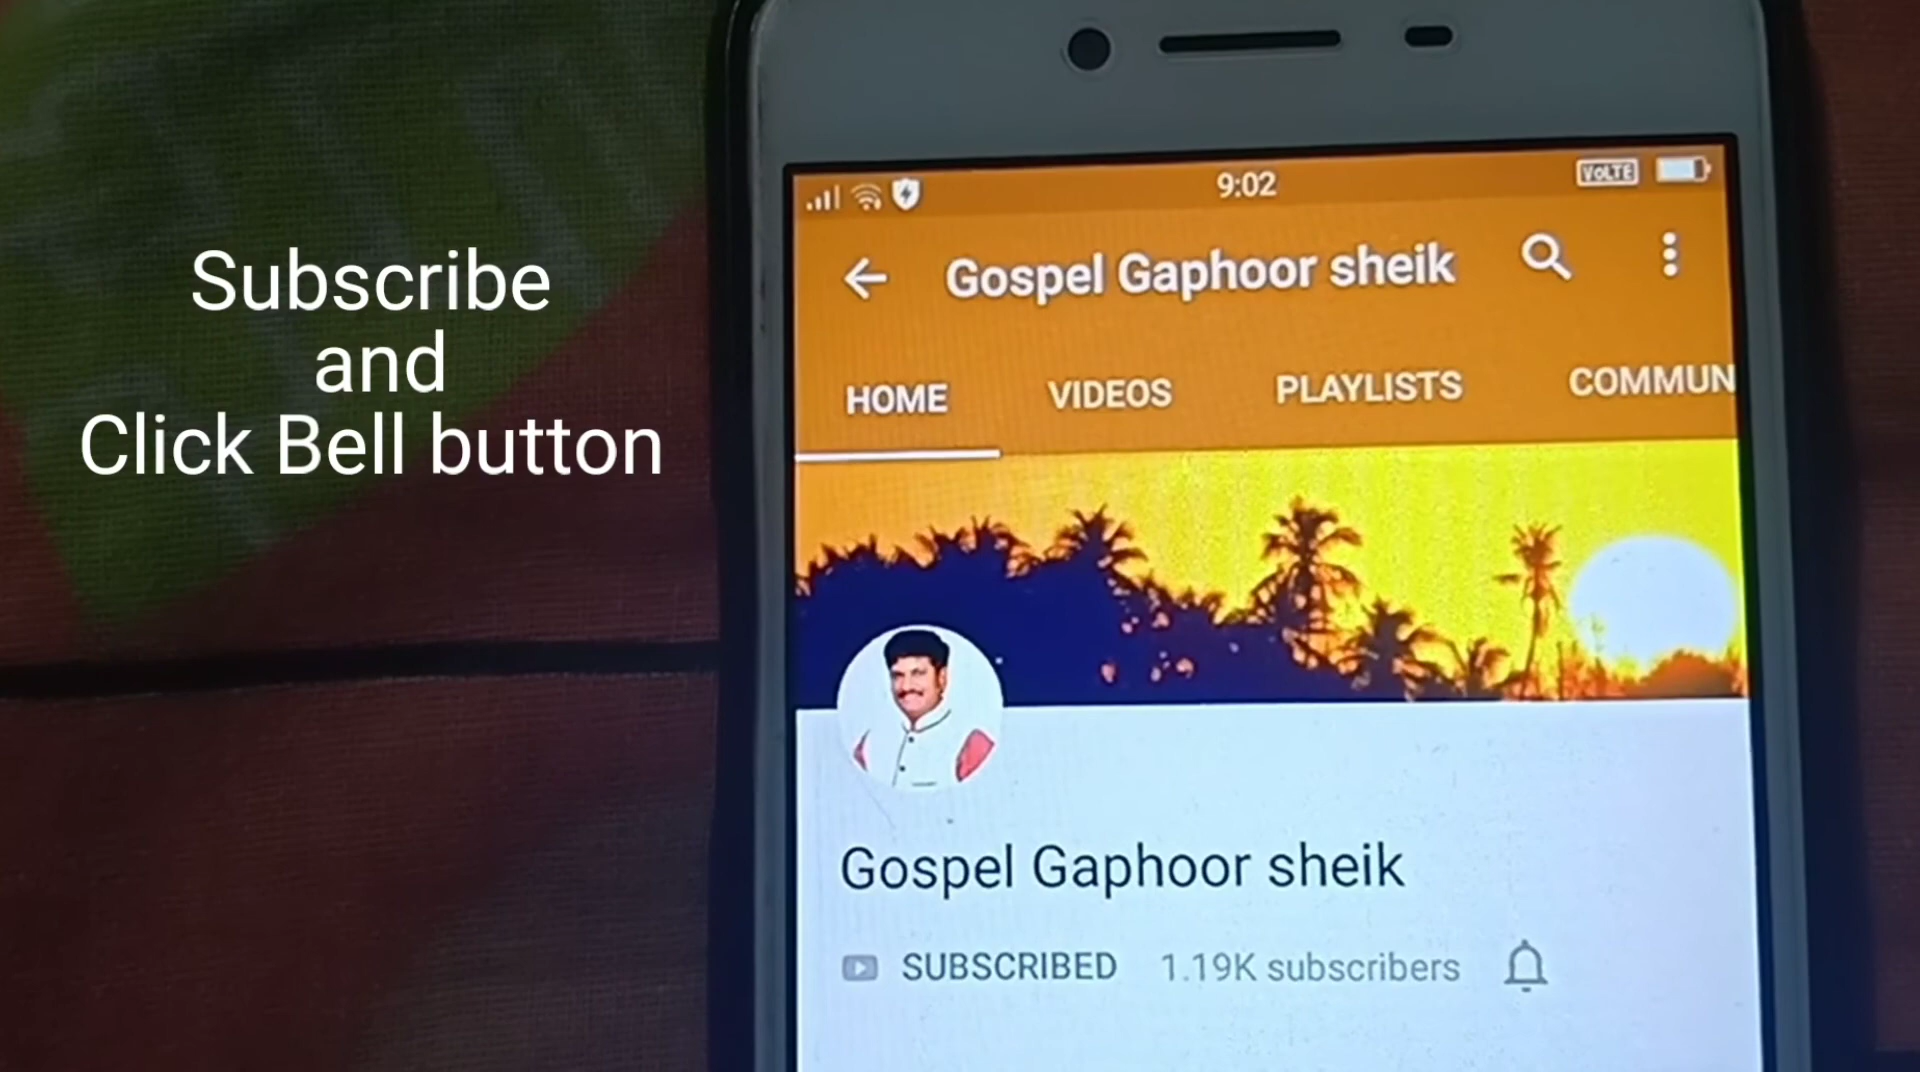 Subscribe
and
Click Bell button
9:02
VoLTE
Gospel Gaphoor sheik
HOME VIDEOS PLAYLISTS COMMUN
Gospel Gaphoor sheik
SUBSCRIBED 1.19K subscribers